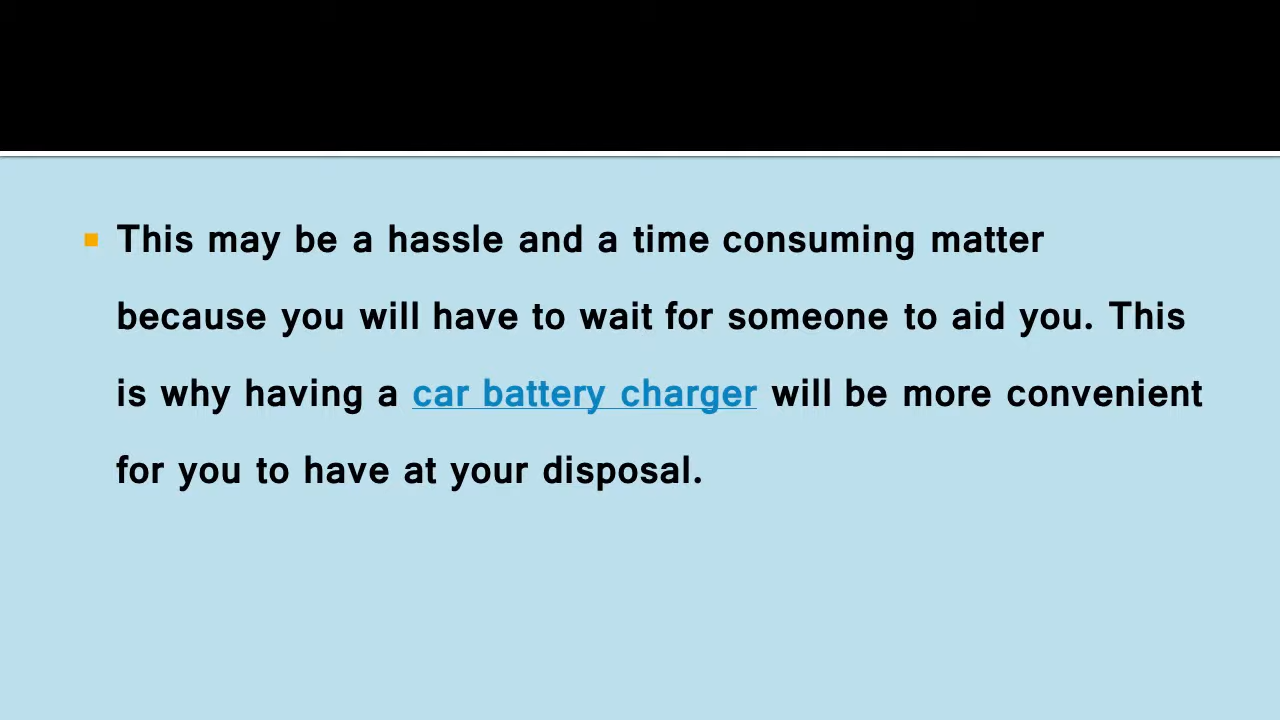 This may be a hassle and a time consuming matter
because you will have to wait for someone to aid you. This
is why having a car battery charger will be more convenient
for you to have at your disposal.